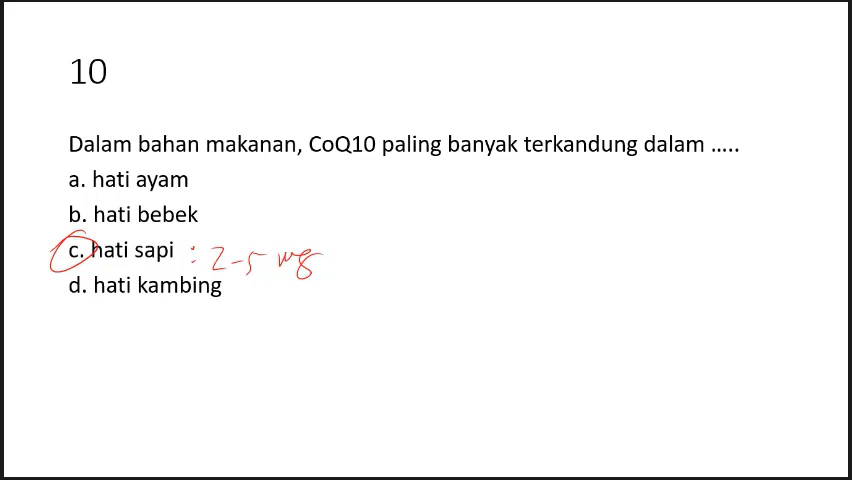 10
Dalam bahan makanan, CoQ10 paling banyak terkandung dalam …..
a. hati ayam
b. hati bebek
c. hati sapi : 2-5 mg
d. hati kambing